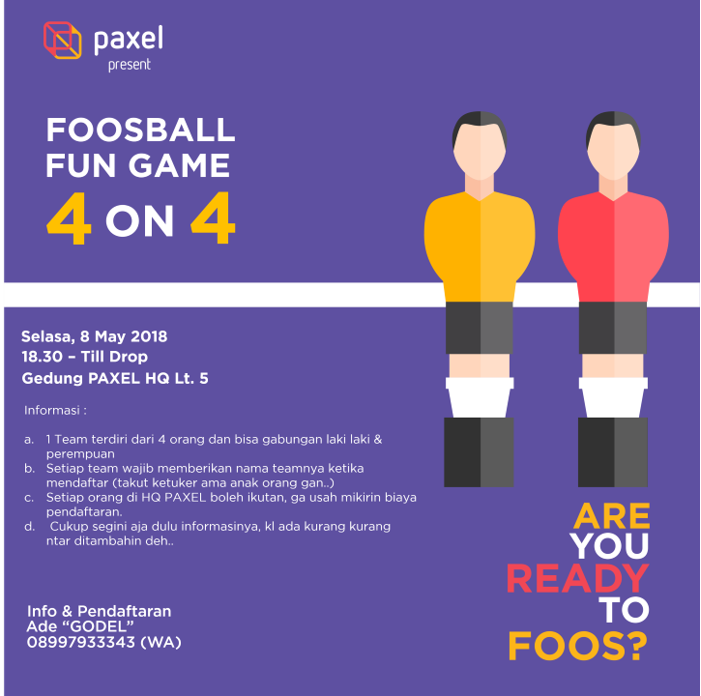 paxel
present
FOOSBALL
FUN GAME
4 ON 4
Selasa, 8 May 2018
18.30 – Till Drop
Gedung PAXEL HQ Lt. 5
Informasi :
a. 1 Team terdiri dari 4 orang dan bisa gabungan laki laki &
perempuan
b. Setiap team wajib memberikan nama teamnya ketika
mendaftar (takut ketuker ama anak orang gan..)
c. Setiap orang di HQ PAXEL boleh ikutan, ga usah mikirin biaya
pendaftaran.
d. Cukup segini aja dulu informasinya, kl ada kurang kurang
ntar ditambahin deh..
Info & Pendaftaran
Ade “GODEL”
08997933343 (WA)
ARE
YOU
READY
TO
FOOS?